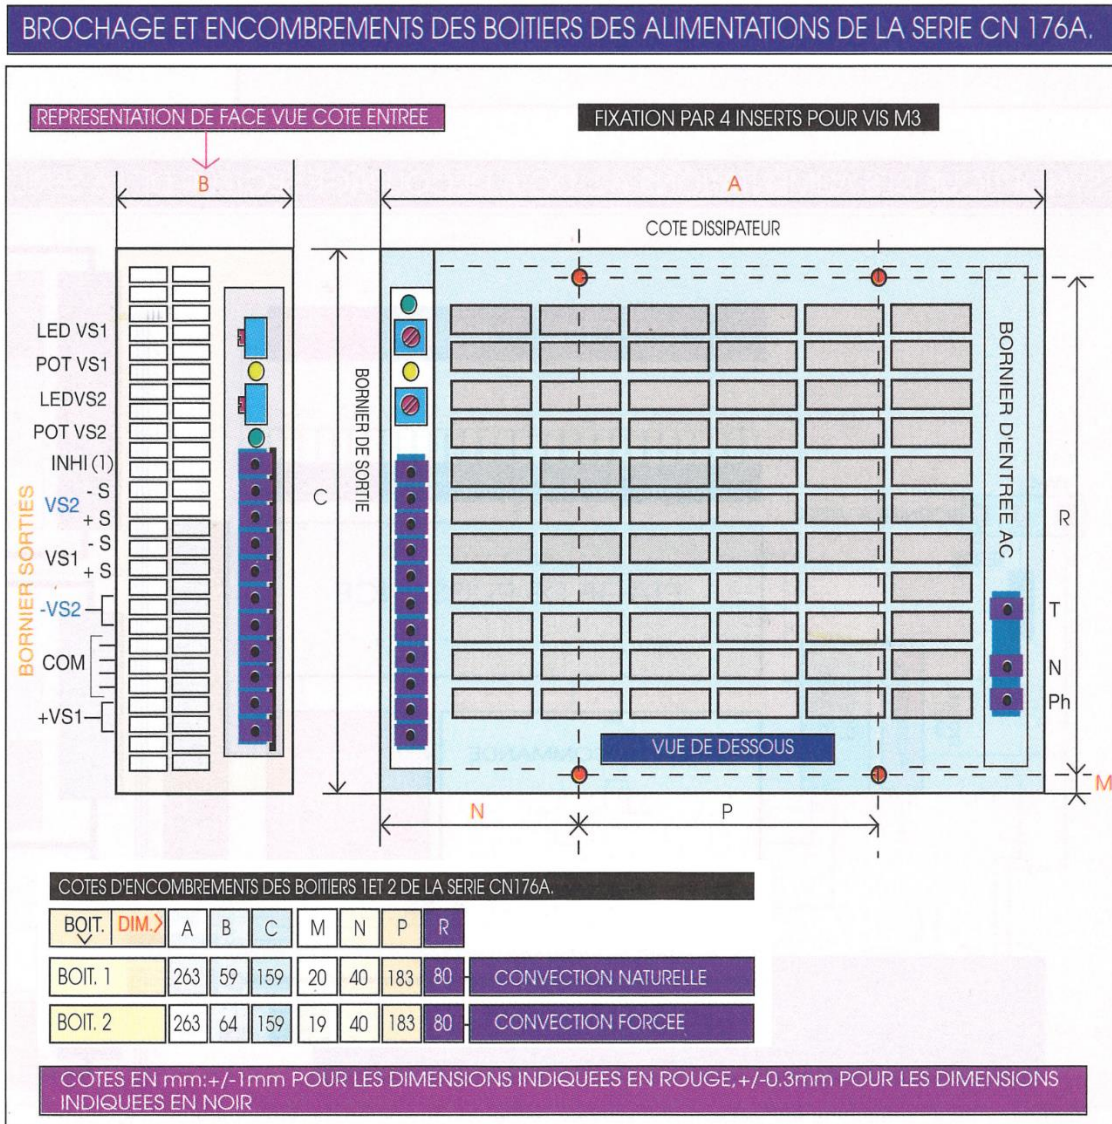 BROCHAGE ET ENCOMBREMENTS DES BOITIERS DES ALIMENTATIONS DE LA SERIE CN 176A.
REPRESENTATION DE FACE VUE COTE ENTREE
FIXATION PAR 4 INSERTS POUR VIS M3
B
A
COTE DISSIPATEUR
LED VS1
POT VS1
LEDVS2
POT VS2
INHI (1)
- S
VS2
+ S
- S
VS1
+ S
-VS2
COM
+VS1
BORNIER SORTIES
C
BORNIER DE SORTIE
BORNIER D'ENTREE AC
R
T
N
Ph
VUE DE DESSOUS
M
N
P
COTES D'ENCOMBREMENTS DES BOITIERS 1ET 2 DE LA SERIE CN176A.
BOIT. DIM. A B C M N P R
BOIT. 1 263 59 159 20 40 183 80 CONVECTION NATURELLE
BOIT. 2 263 64 159 19 40 183 80 CONVECTION FORCEE
COTES EN mm:+/-1mm POUR LES DIMENSIONS INDIQUEES EN ROUGE,+/-0.3mm POUR LES DIMENSIONS
INDIQUEES EN NOIR